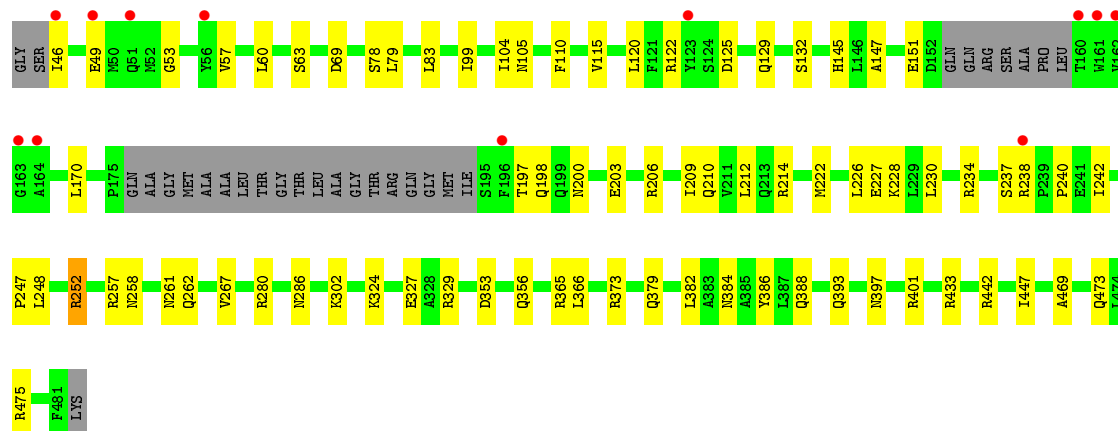 GLY SER I46 E49 M50 Q51 M52 G53 Y56 V57 L60 S63 D69 S78 L79 L83 I99 I104 N105 F110 V115 L120 F121 R122 Y123 S124 D125 Q129 S132 H145 L146 A147 E151 D152 GLN GLN ARG SER ALA PRO LEU T160 W161 V162
G163 A164 L170 P175 GLN ALA GLY MET ALA ALA LEU THR GLY THR LEU ALA GLY THR ARG GLN GLY MET ILE S195 F196 T197 Q198 Q199 N200 E203 R206 I209 Q210 V211 L212 Q213 R214 M222 L226 E227 K228 L229 L230 R234 S237 R238 P239 P240 E241 I242
P247 L248 R252 R257 N258 N261 Q262 V267 R280 N286 K302 K324 E327 A328 R329 D353 Q356 R365 L366 R373 Q379 L382 A383 N384 A385 Y386 L387 Q388 Q393 N397 R401 R433 R442 I447 A469 Q473 L474
R475 F481 LYS